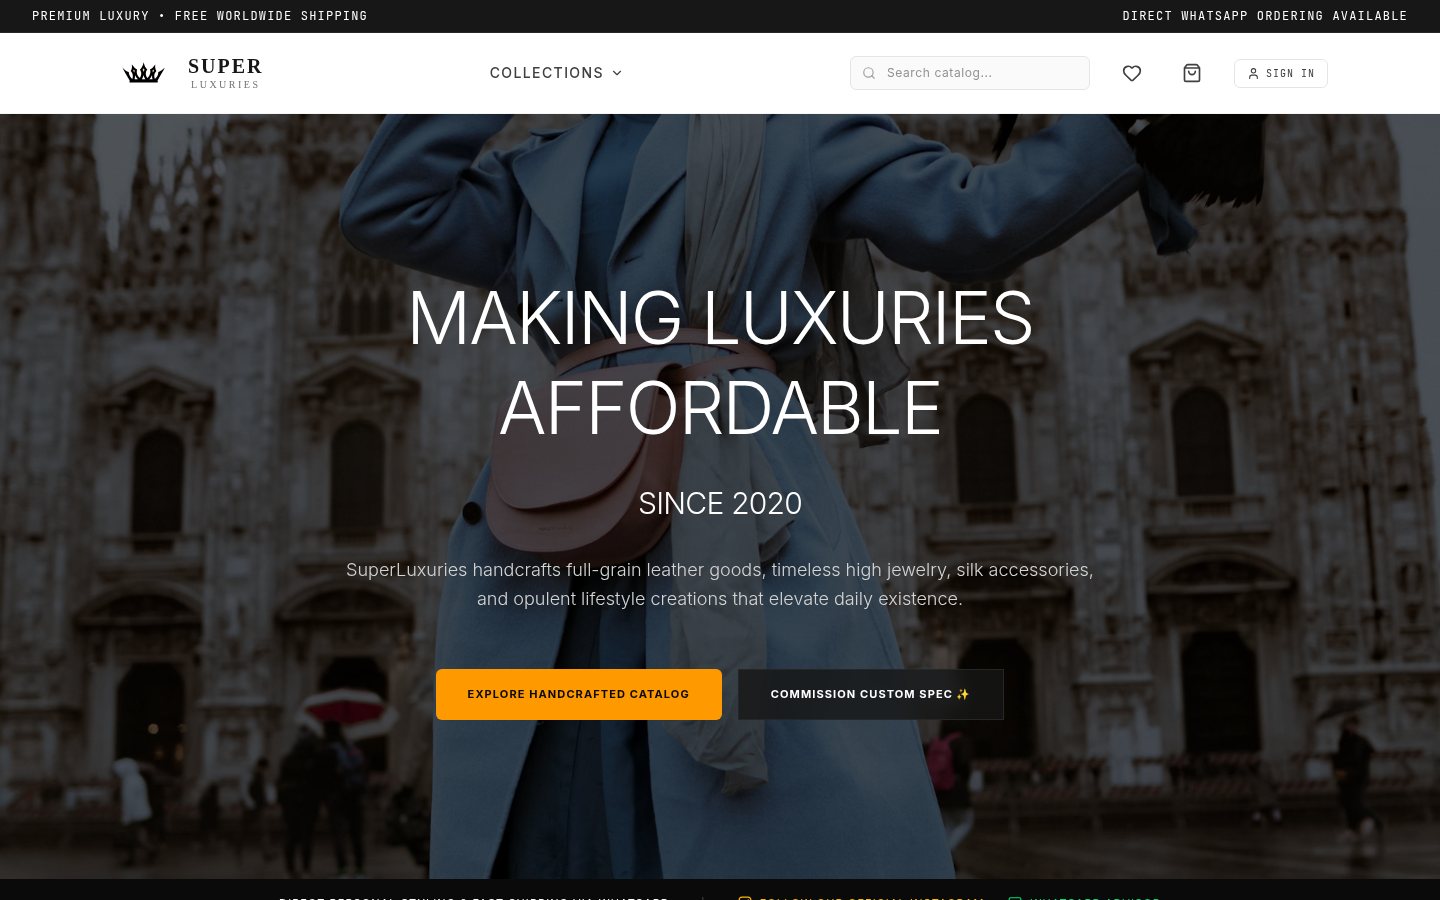 PREMIUM LUXURY • FREE WORLDWIDE SHIPPING
DIRECT WHATSAPP ORDERING AVAILABLE
SUPER
LUXURIES
COLLECTIONS
Search catalog...
SIGN IN
MAKING LUXURIES
AFFORDABLE
SINCE 2020
SuperLuxuries handcrafts full-grain leather goods, timeless high jewelry, silk accessories,
and opulent lifestyle creations that elevate daily existence.
EXPLORE HANDCRAFTED CATALOG
COMMISSION CUSTOM SPEC ✨